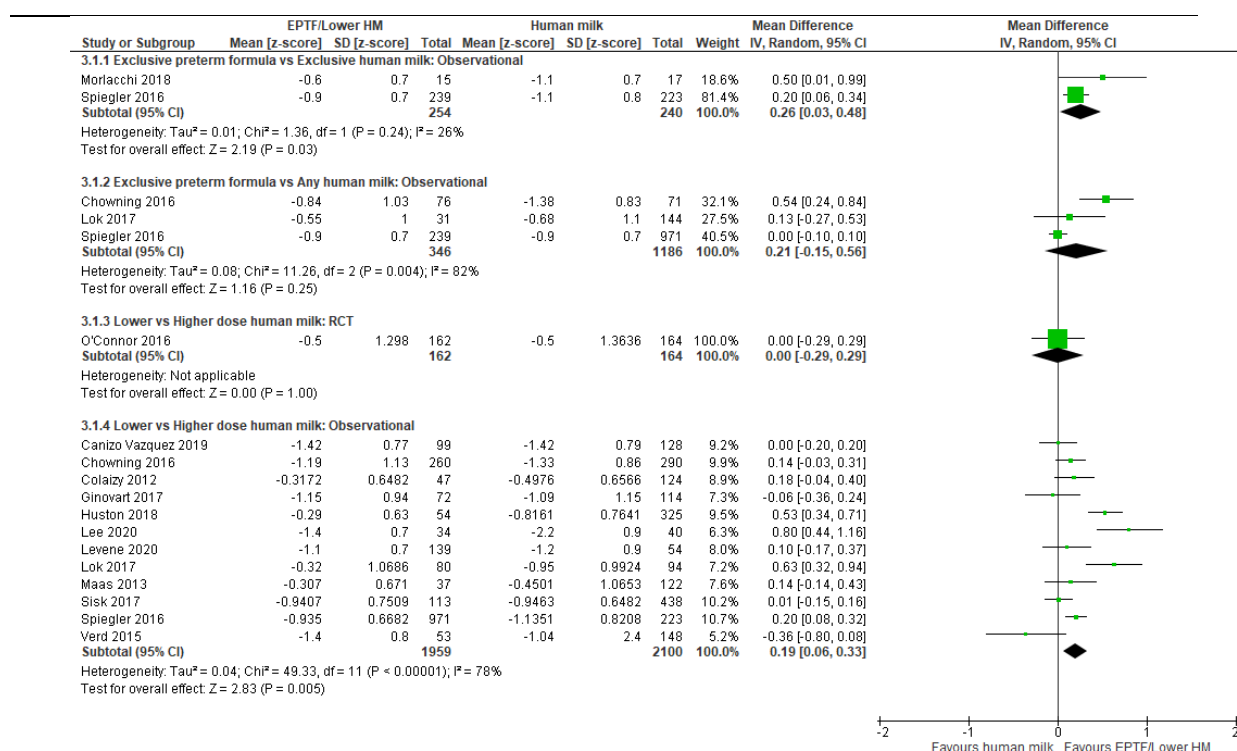 EPTF/Lower HM Human milk Mean Difference Mean Difference
Study or Subgroup Mean [z-score] SD [z-score] Total Mean [z-score] SD [z-score] Total Weight IV, Random, 95% CI IV, Random, 95% CI
3.1.1 Exclusive preterm formula vs Exclusive human milk: Observational
Morlacchi 2018 -0.6 0.7 15 -1.1 0.7 17 18.6% 0.50 [0.01, 0.99]
Spiegler 2016 -0.9 0.7 239 -1.1 0.8 223 81.4% 0.20 [0.06, 0.34]
Subtotal (95% CI) 254 240 100.0% 0.26 [0.03, 0.48]
Heterogeneity: Tau² = 0.01; Chi² = 1.36, df = 1 (P = 0.24); I² = 26%
Test for overall effect: Z = 2.19 (P = 0.03)
3.1.2 Exclusive preterm formula vs Any human milk: Observational
Chowning 2016 -0.84 1.03 76 -1.38 0.83 71 32.1% 0.54 [0.24, 0.84]
Lok 2017 -0.55 1 31 -0.68 1.1 144 27.5% 0.13 [-0.27, 0.53]
Spiegler 2016 -0.9 0.7 239 -0.9 0.7 971 40.5% 0.00 [-0.10, 0.10]
Subtotal (95% CI) 346 1186 100.0% 0.21 [-0.15, 0.56]
Heterogeneity: Tau² = 0.08; Chi² = 11.26, df = 2 (P = 0.004); I² = 82%
Test for overall effect: Z = 1.16 (P = 0.25)
3.1.3 Lower vs Higher dose human milk: RCT
O'Connor 2016 -0.5 1.298 162 -0.5 1.3636 164 100.0% 0.00 [-0.29, 0.29]
Subtotal (95% CI) 162 164 100.0% 0.00 [-0.29, 0.29]
Heterogeneity: Not applicable
Test for overall effect: Z = 0.00 (P = 1.00)
3.1.4 Lower vs Higher dose human milk: Observational
Canizo Vazquez 2019 -1.42 0.77 99 -1.42 0.79 128 9.2% 0.00 [-0.20, 0.20]
Chowning 2016 -1.19 1.13 260 -1.33 0.86 290 9.9% 0.14 [-0.03, 0.31]
Colaizy 2012 -0.3172 0.6482 47 -0.4976 0.6566 124 8.9% 0.18 [-0.04, 0.40]
Ginovart 2017 -1.15 0.94 72 -1.09 1.15 114 7.3% -0.06 [-0.36, 0.24]
Huston 2018 -0.29 0.63 54 -0.8161 0.7641 325 9.6% 0.53 [0.34, 0.71]
Lee 2020 -1.4 0.7 34 -2.2 0.9 40 6.3% 0.80 [0.44, 1.16]
Levene 2020 -1.1 0.7 139 -1.2 0.9 54 8.0% 0.10 [-0.17, 0.37]
Lok 2017 -0.32 1.0686 80 -0.95 0.9924 94 7.2% 0.63 [0.32, 0.94]
Maas 2013 -0.307 0.671 37 -0.4501 1.0653 122 7.6% 0.14 [-0.14, 0.43]
Sisk 2017 -0.9407 0.7509 113 -0.9463 0.6482 438 10.2% 0.01 [-0.15, 0.16]
Spiegler 2016 -0.935 0.6682 971 -1.1351 0.8208 223 10.6% 0.20 [0.08, 0.32]
Verd 2015 -1.4 0.8 53 -1.04 2.4 148 5.2% -0.36 [-0.80, 0.08]
Subtotal (95% CI) 1959 2100 100.0% 0.19 [0.06, 0.33]
Heterogeneity: Tau² = 0.04; Chi² = 49.33, df = 11 (P < 0.00001); I² = 78%
Test for overall effect: Z = 2.83 (P = 0.005)
-2 -1 0 1 2
Favours human milk Favours EPTF/Lower HM